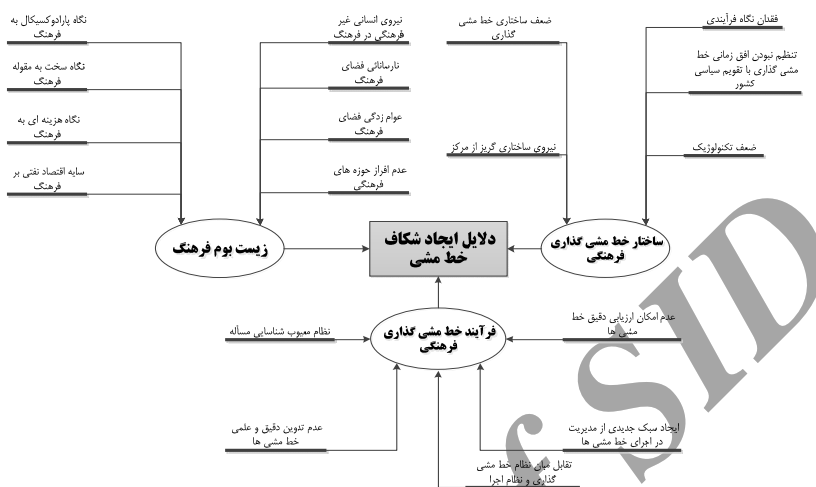 فقدان نگاه فرآیندی
تنظیم نبودن افق زمانی خط
مشی گذاری با تقویم سیاسی
کشور
ضعف تکنولوژیک
ضعف ساختاری خط مشی
گذاری
نیروی ساختاری گریز از مرکز
ساختار خط مشی گذاری
فرهنگی
نیروی انسانی غیر
فرهنگی در فرهنگ
نارسائی فضای
فرهنگ
عوام زدگی فضای
فرهنگ
عدم افراز حوزه های
فرهنگی
نگاه پارادوکسیکال به
فرهنگ
نگاه سخت به مقوله
فرهنگ
نگاه هزینه ای به
فرهنگ
سایه اقتصاد نفتی بر
فرهنگ
زیست بوم فرهنگ
دلایل ایجاد شکاف
خط مشی
فرآیند خط مشی گذاری
فرهنگی
عدم امکان ارزیابی دقیق خط
مشی ها
ایجاد سبک جدیدی از مدیریت
در اجرای خط مشی ها
تقابل میان نظام خط مشی
گذاری و نظام اجرا
عدم تدوین دقیق و علمی
خط مشی ها
نظام معیوب شناسایی مسأله
f SID